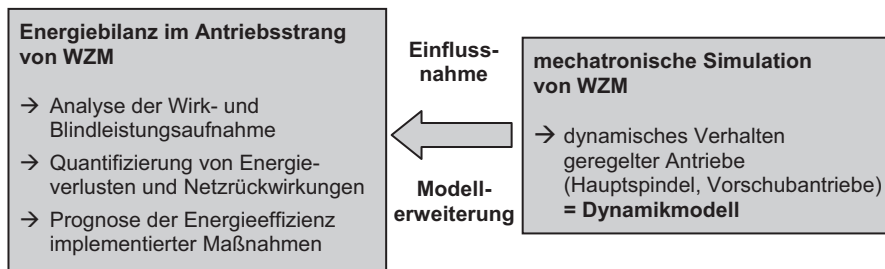 Energiebilanz im Antriebsstrang
von WZM
→ Analyse der Wirk- und
Blindleistungsaufnahme
→ Quantifizierung von Energie-
verlusten und Netzrückwirkungen
→ Prognose der Energieeffizienz
implementierter Maßnahmen
Einfluss-
nahme
Modell-
erweiterung
mechatronische Simulation
von WZM
→ dynamisches Verhalten
geregelter Antriebe
(Hauptspindel, Vorschubantriebe)
= Dynamikmodell